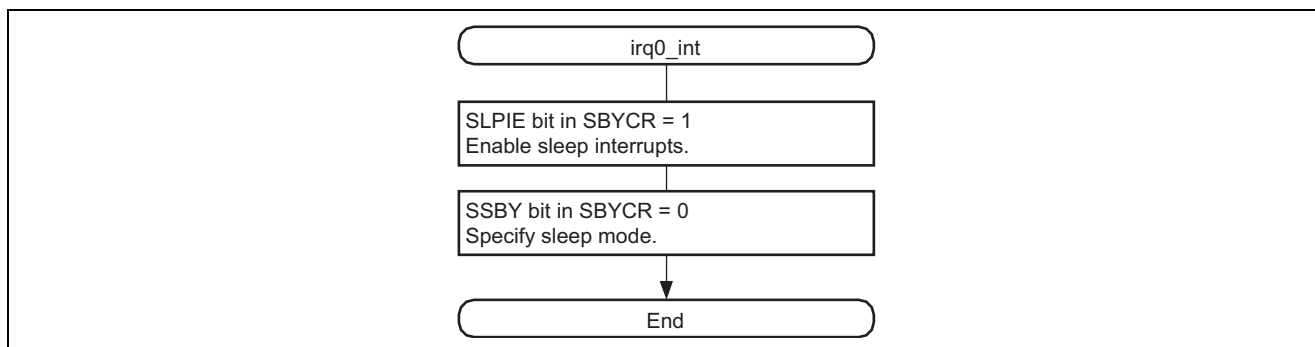 irq0_int
SLPIE bit in SBYCR = 1
Enable sleep interrupts.
SSBY bit in SBYCR = 0
Specify sleep mode.
End